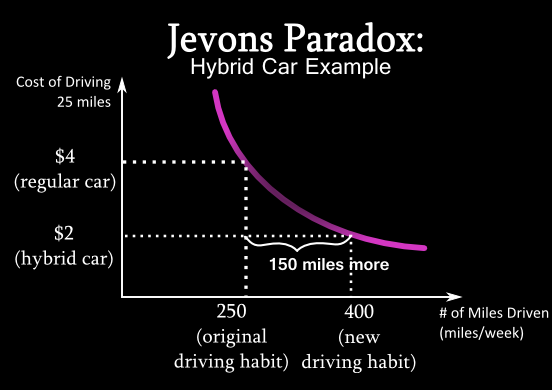 Jevons Paradox:
Hybrid Car Example
Cost of Driving
25 miles
$4
(regular car)
$2
(hybrid car)
150 miles more
250
(original
driving habit)
400
(new
driving habit)
# of Miles Driven
(miles/week)